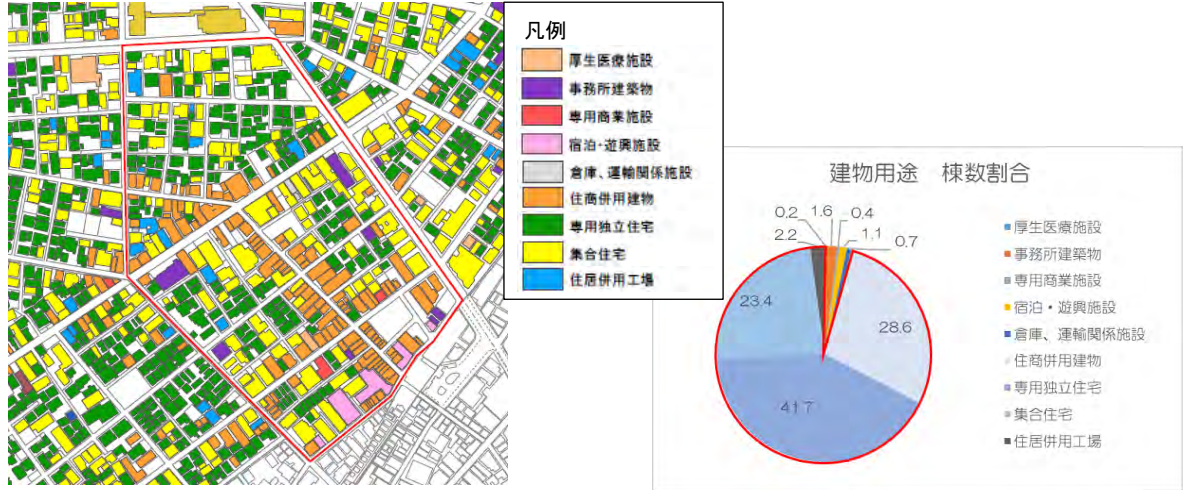 凡例
厚生医療施設
事務所建築物
専用商業施設
宿泊・遊興施設
倉庫、運輸関係施設
住商併用建物
専用独立住宅
集合住宅
住居併用工場
建物用途　棟数割合
0.2
1.6
0.4
2.2
1.1
0.7
23.4
28.6
41.7
厚生医療施設
事務所建築物
専用商業施設
宿泊・遊興施設
倉庫、運輸関係施設
住商併用建物
専用独立住宅
集合住宅
住居併用工場